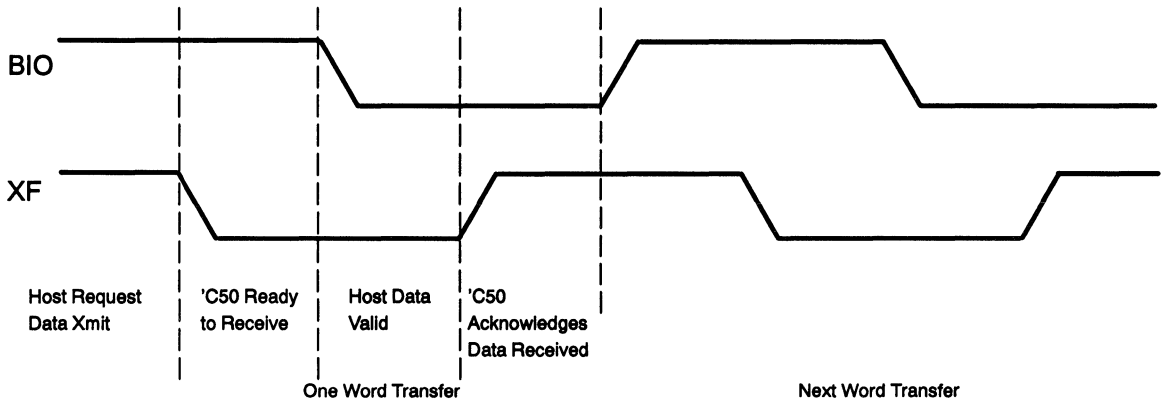 BIO
XF
Host Request
Data Xmit
'C50 Ready
to Receive
Host Data
Valid
'C50
Acknowledges
Data Received
One Word Transfer
Next Word Transfer